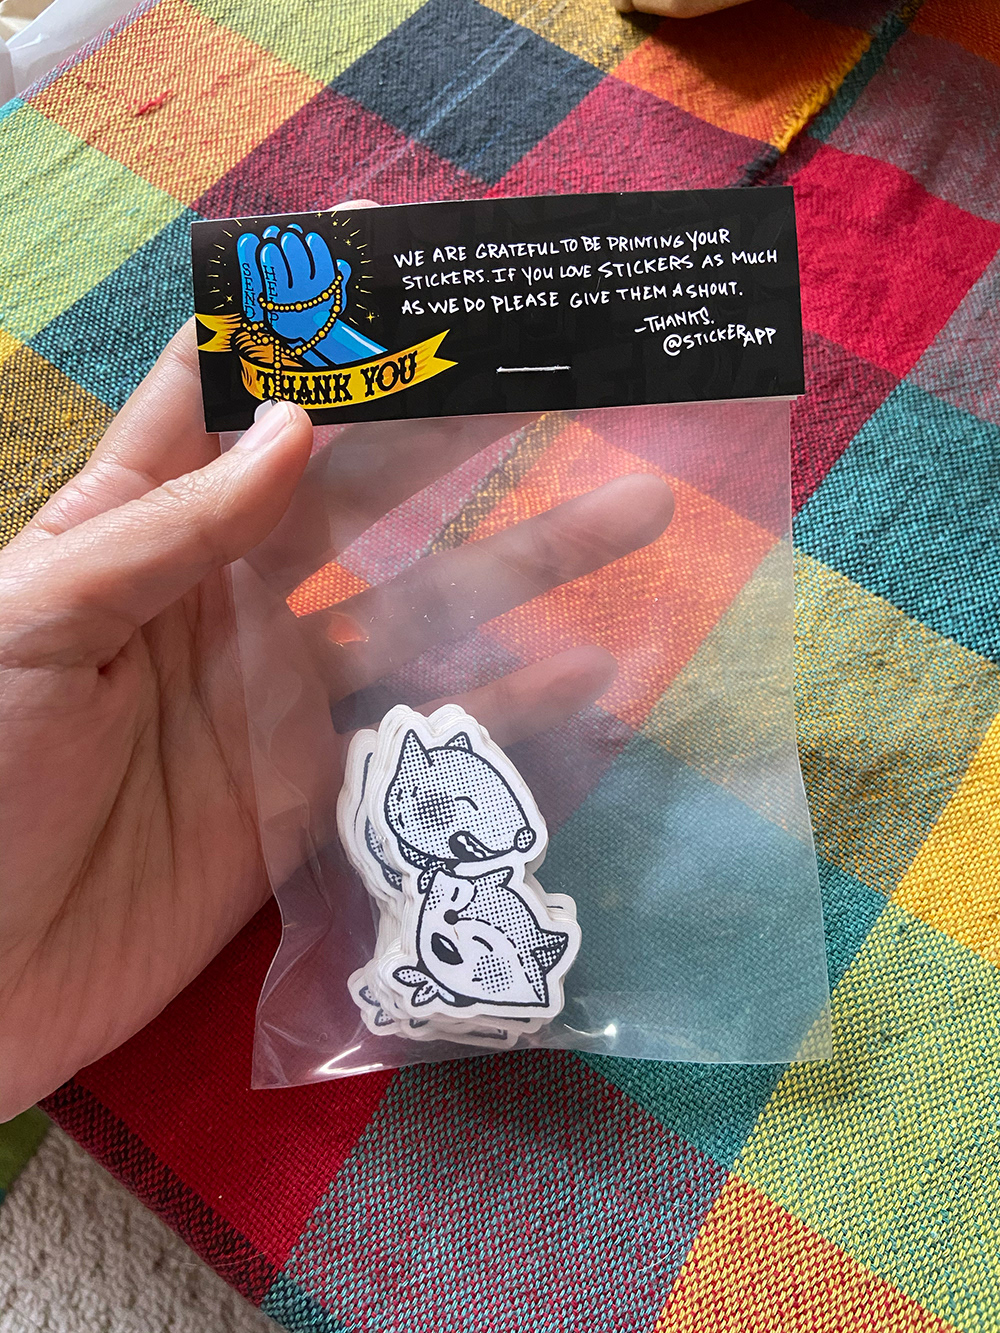 SEND
HELP
THANK YOU
WE ARE GRATEFUL TO BE PRINTING YOUR
STICKERS. IF YOU LOVE STICKERS AS MUCH
AS WE DO PLEASE GIVE THEM A SHOUT.
-THANKS.
@STICKERAPP